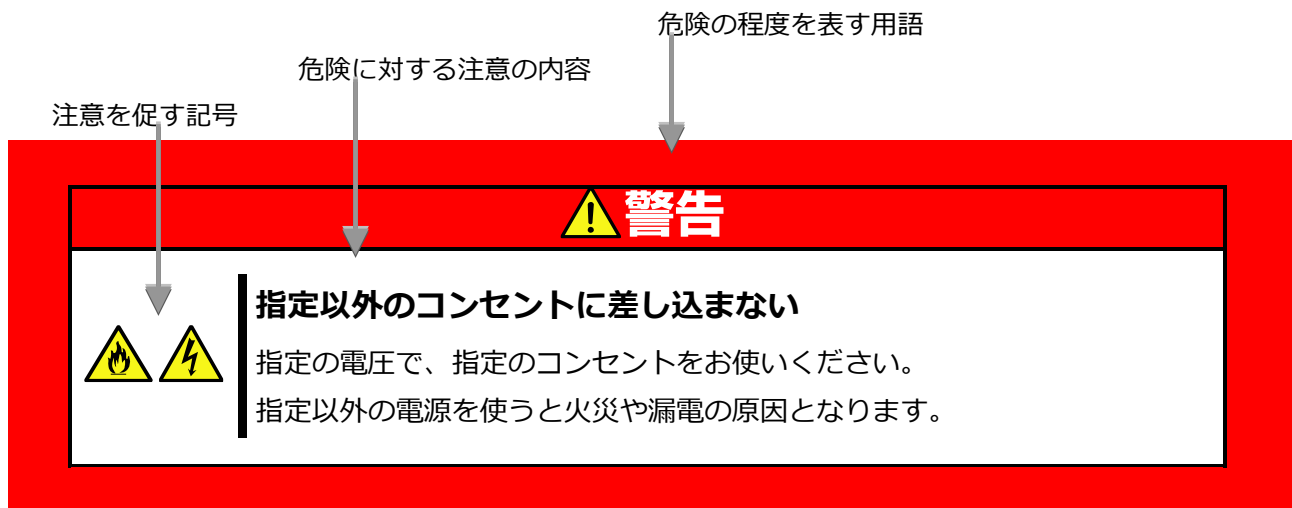 危険の程度を表す用語
危険に対する注意の内容
注意を促す記号
警告
指定以外のコンセントに差し込まない
指定の電圧で、指定のコンセントをお使いください。
指定以外の電源を使うと火災や漏電の原因となります。